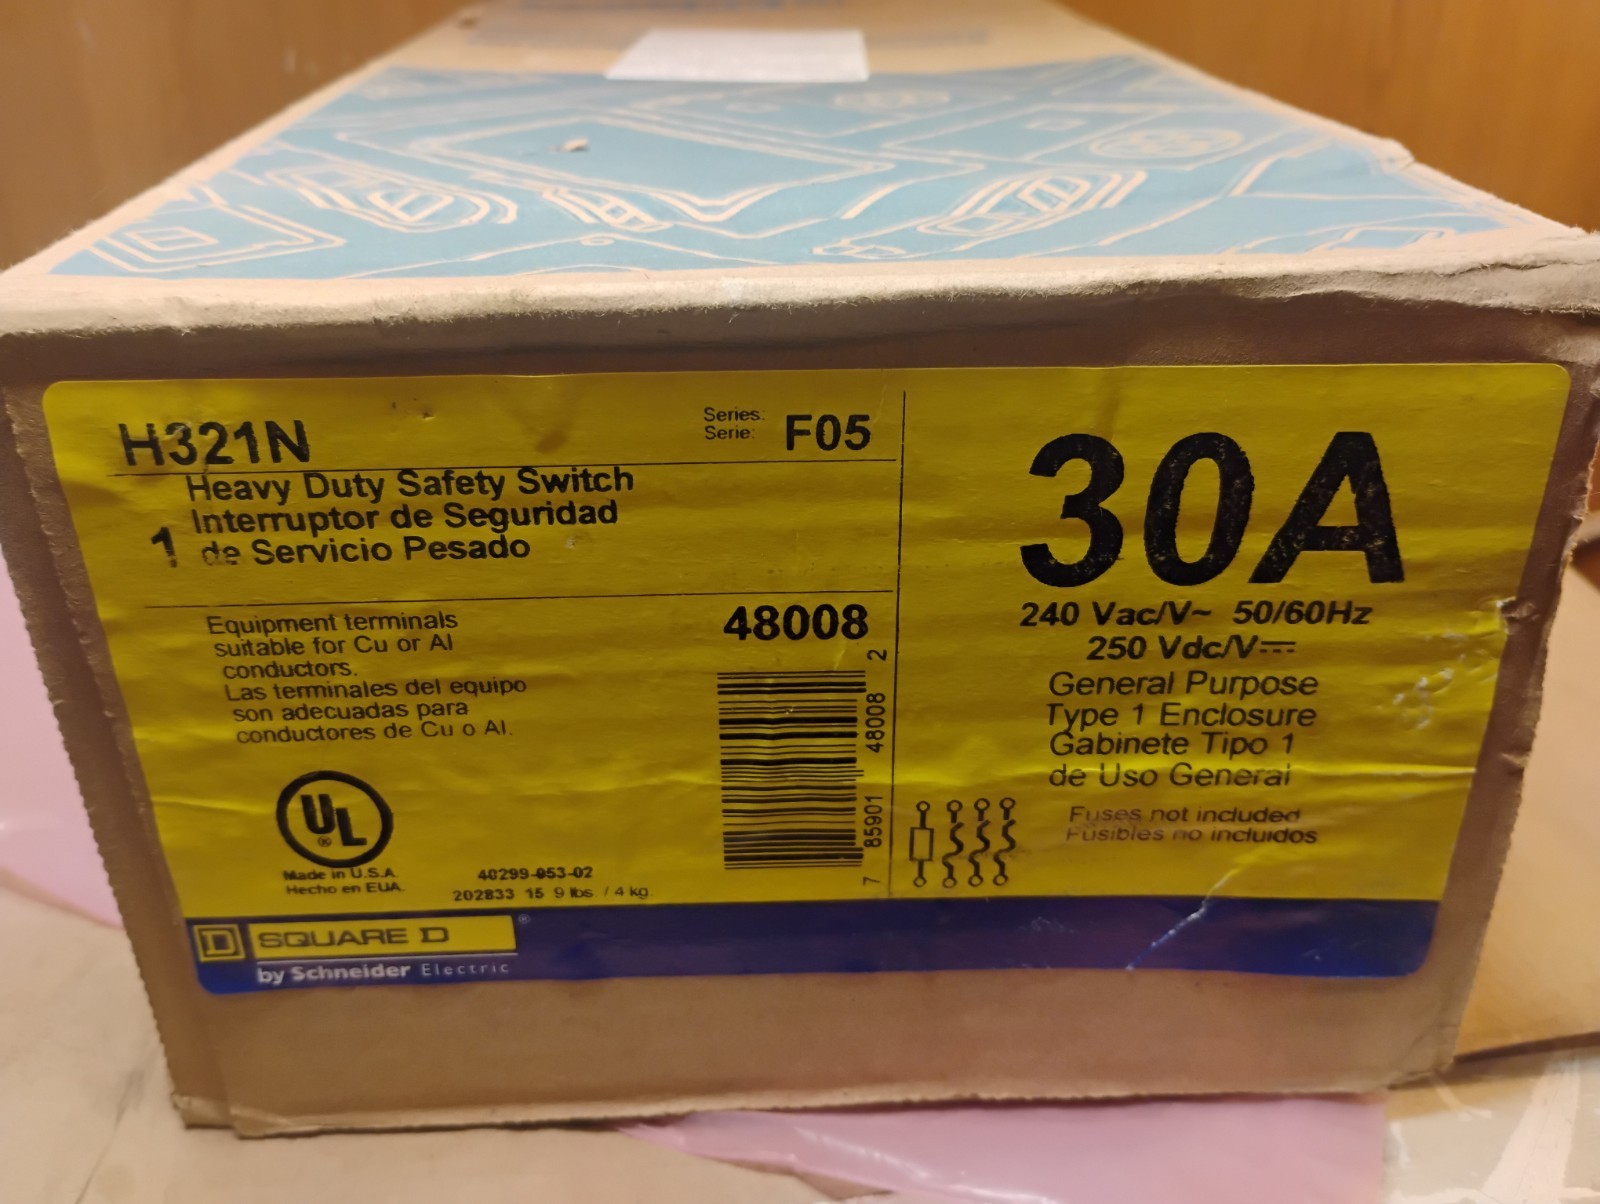 H321N
Series:
Serie:
F05
Heavy Duty Safety Switch
Interruptor de Seguridad
1 de Servicio Pesado
Equipment terminals
suitable for Cu or Al
conductors.
Las terminales del equipo
son adecuadas para
conductores de Cu o Al.
48008
7 85901 48008 2
UL
®
Made in U.S.A.
Hecho en EUA.
40299-053-02
202833 15 9 lbs / 4 kg.
30A
240 Vac/V~ 50/60Hz
250 Vdc/V⎓
General Purpose
Type 1 Enclosure
Gabinete Tipo 1
de Uso General
Fuses not included
Fusibles no incluidos
D SQUARE D ®
by Schneider Electric